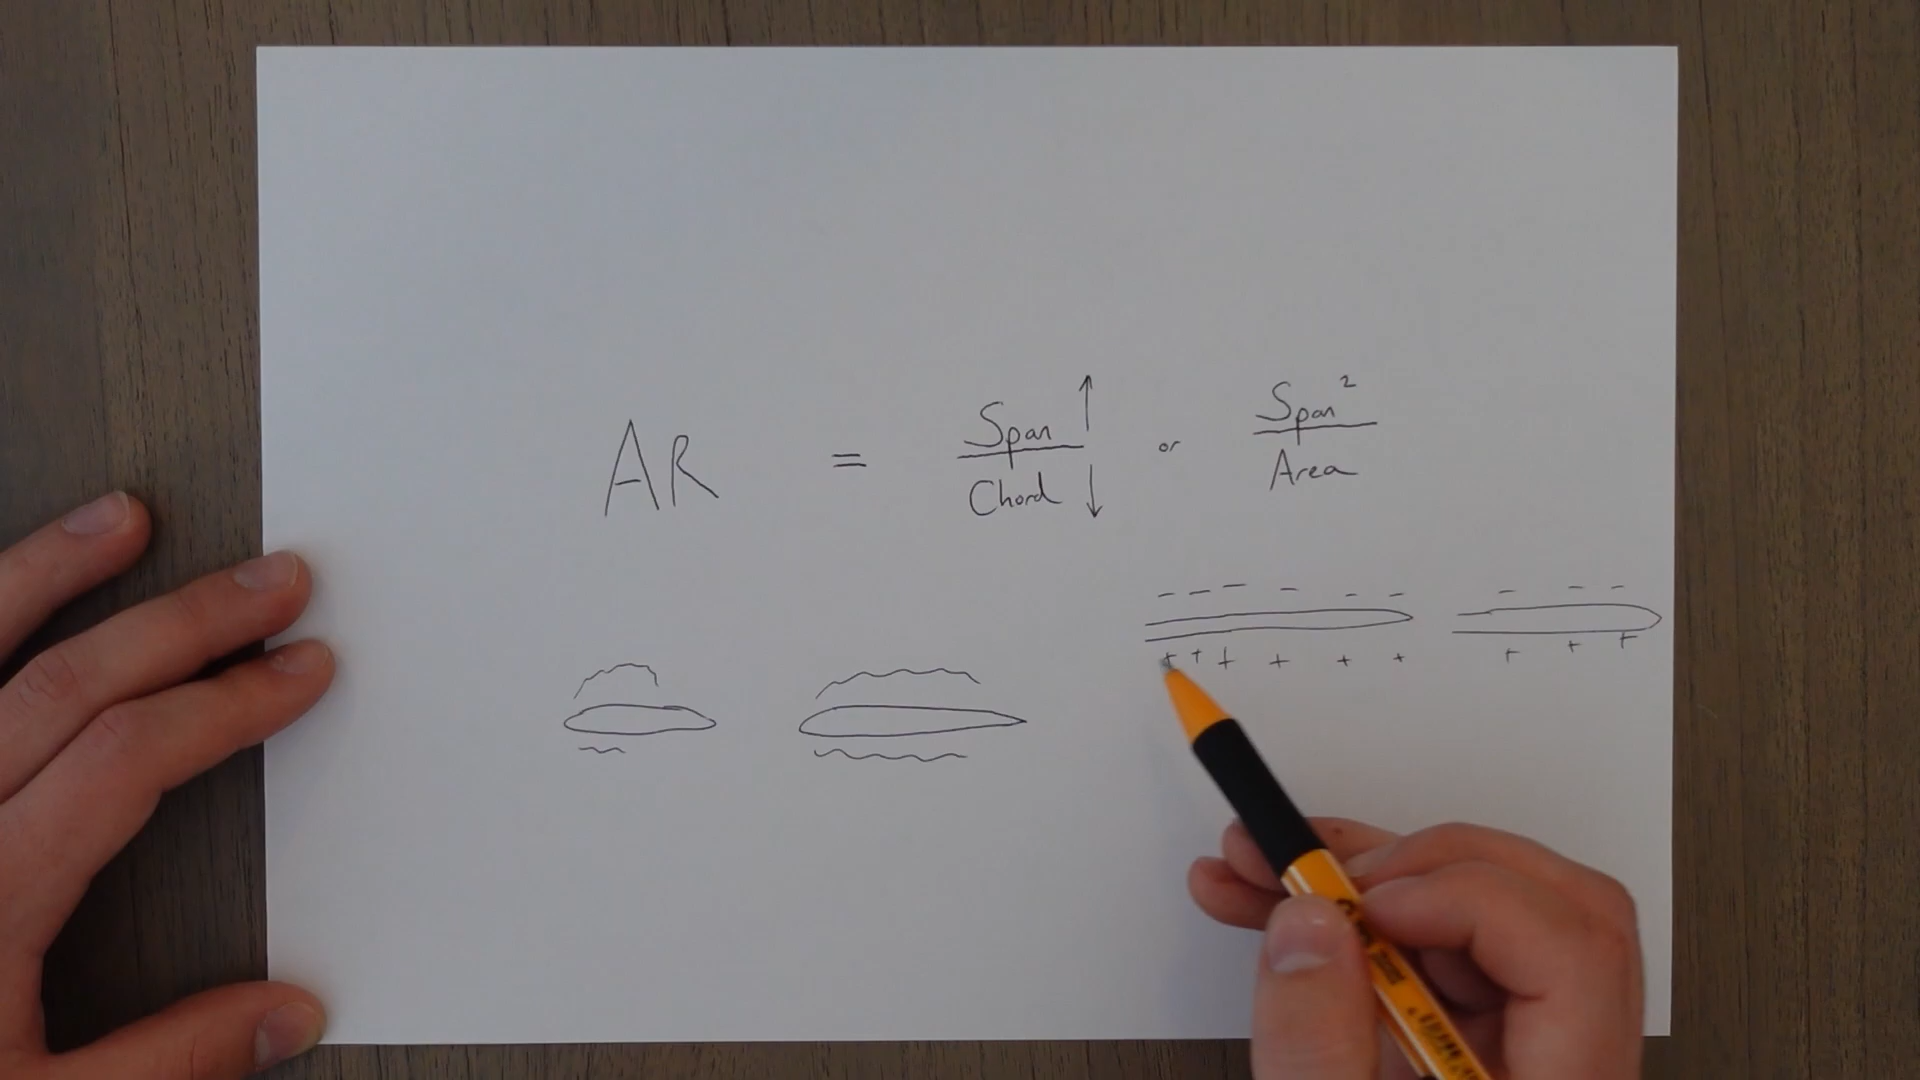 AR = Span ↑ / Chord ↓ or Span² / Area
- - - - - -
- - -
+ + + + + +
+ + +